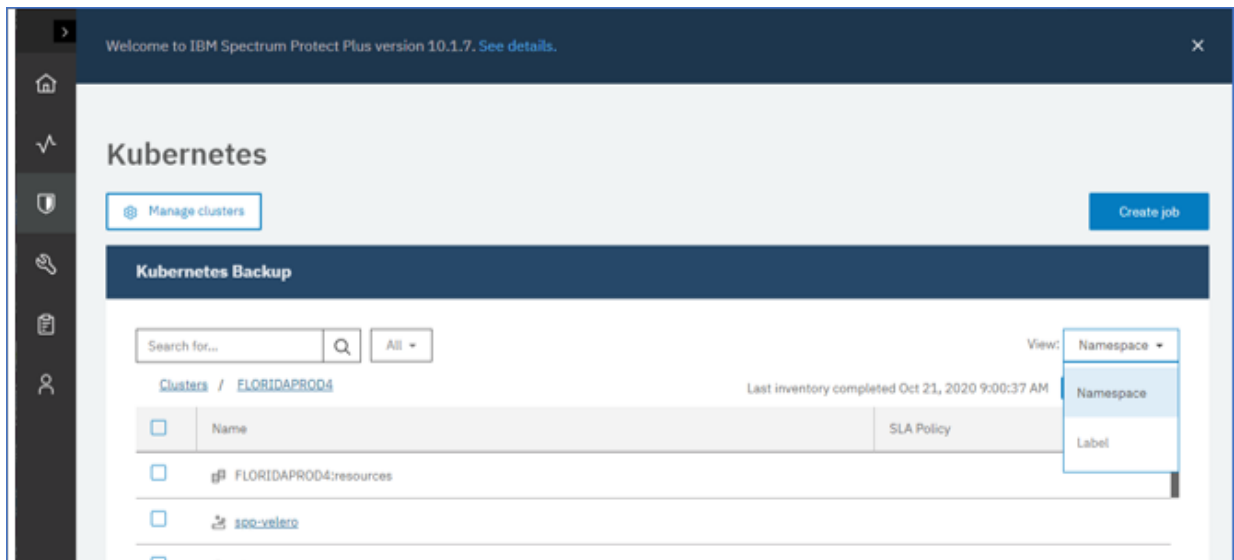 Welcome to IBM Spectrum Protect Plus version 10.1.7. See details.
Kubernetes
Manage clusters
Create job
Kubernetes Backup
Search for...
All
View: Namespace
Clusters / FLORIDAPROD4
Last inventory completed Oct 21, 2020 9:00:37 AM
Namespace
Label
Name
SLA Policy
FLORIDAPROD4:resources
spp-velero